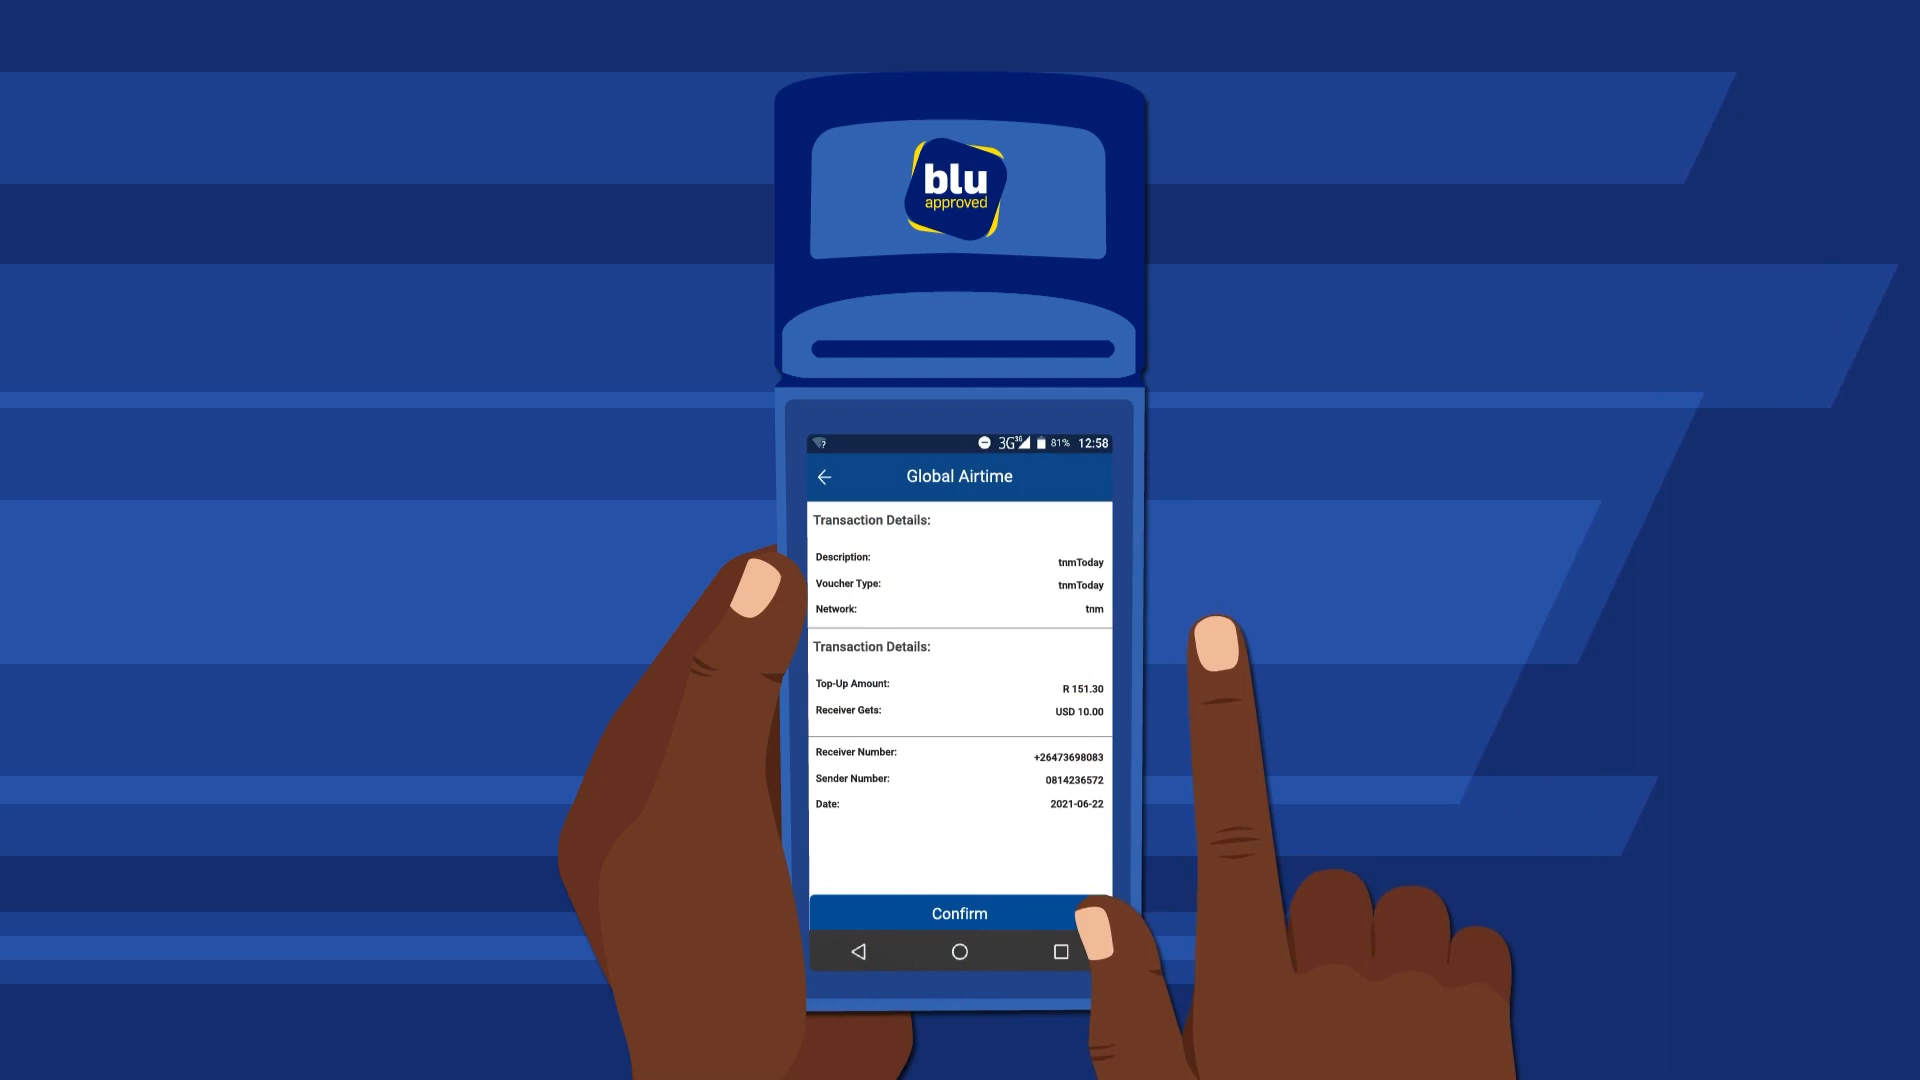 blu
approved
3G 3G 81% 12:58
Global Airtime
Transaction Details:
Description: tnmToday
Voucher Type: tnmToday
Network: tnm
Transaction Details:
Top-Up Amount: R 151.30
Receiver Gets: USD 10.00
Receiver Number: +26473698083
Sender Number: 0814236572
Date: 2021-06-22
Confirm